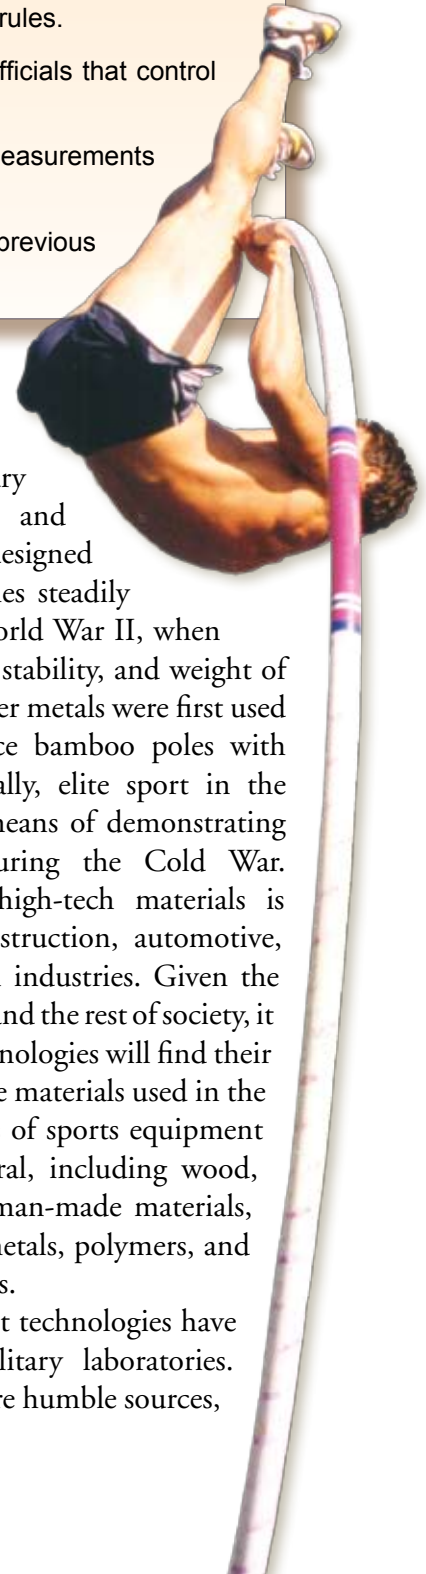 rules.
fficials that control
easurements
previous
ry
and
esigned
es steadily
orld War II, when
stability, and weight of
er metals were first used
ce bamboo poles with
ally, elite sport in the
neans of demonstrating
uring the Cold War.
high-tech materials is
struction, automotive,
industries. Given the
and the rest of society, it
nologies will find their
e materials used in the
of sports equipment
ral, including wood,
man-made materials,
netals, polymers, and
s.
t technologies have
litary laboratories.
re humble sources,